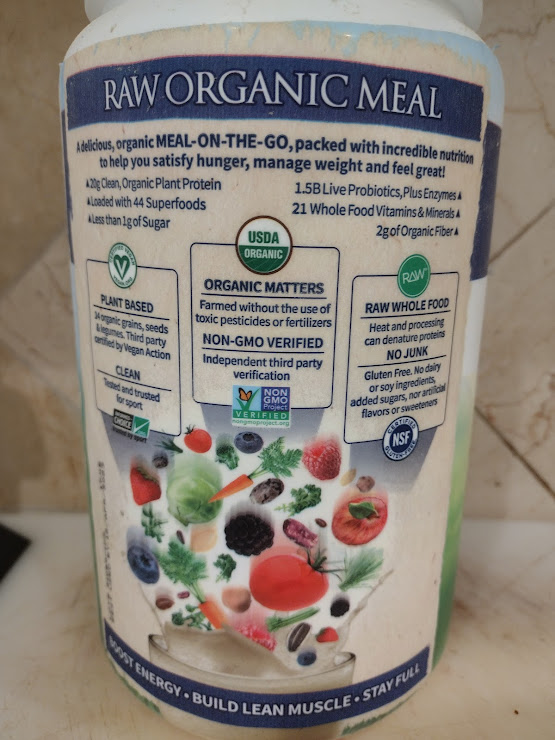 RAW ORGANIC MEAL
A delicious, organic MEAL-ON-THE-GO, packed with incredible nutrition
to help you satisfy hunger, manage weight and feel great!
▲20g Clean, Organic Plant Protein
▲Loaded with 44 Superfoods
▲Less than 1g of Sugar
1.5B Live Probiotics, Plus Enzymes▲
21 Whole Food Vitamins & Minerals▲
2g of Organic Fiber▲
PLANT BASED
14 organic grains, seeds
& legumes. Third party
certified by Vegan Action
CLEAN
Tested and trusted
for sport
USDA
ORGANIC
ORGANIC MATTERS
Farmed without the use of
toxic pesticides or fertilizers
NON-GMO VERIFIED
Independent third party
verification
NON
GMO
Project
VERIFIED
nongmoproject.org
RAW
RAW WHOLE FOOD
Heat and processing
can denature proteins
NO JUNK
Gluten Free. No dairy
or soy ingredients,
added sugars, nor artificial
flavors or sweeteners
CERTIFIED
NSF
GLUTEN-FREE
BOOST ENERGY • BUILD LEAN MUSCLE • STAY FULL